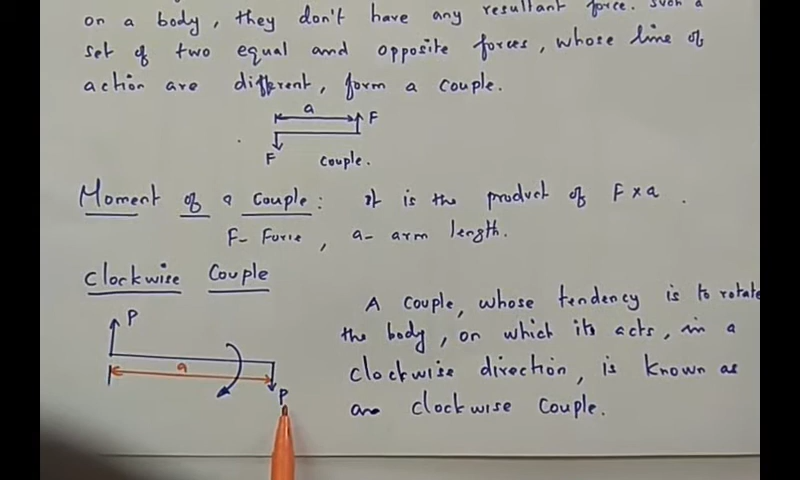 on a body, they don't have any resultant force. Such a
set of two equal and opposite forces, whose line of
action are different, form a couple.
a
F
F
couple.
Moment of a Couple: it is the product of F × a.
F- Force, a- arm length.
Clockwise Couple
P
a
P
A couple, whose tendency is to rotate
the body, on which its acts, in a
clockwise direction, is known as
an clockwise couple.